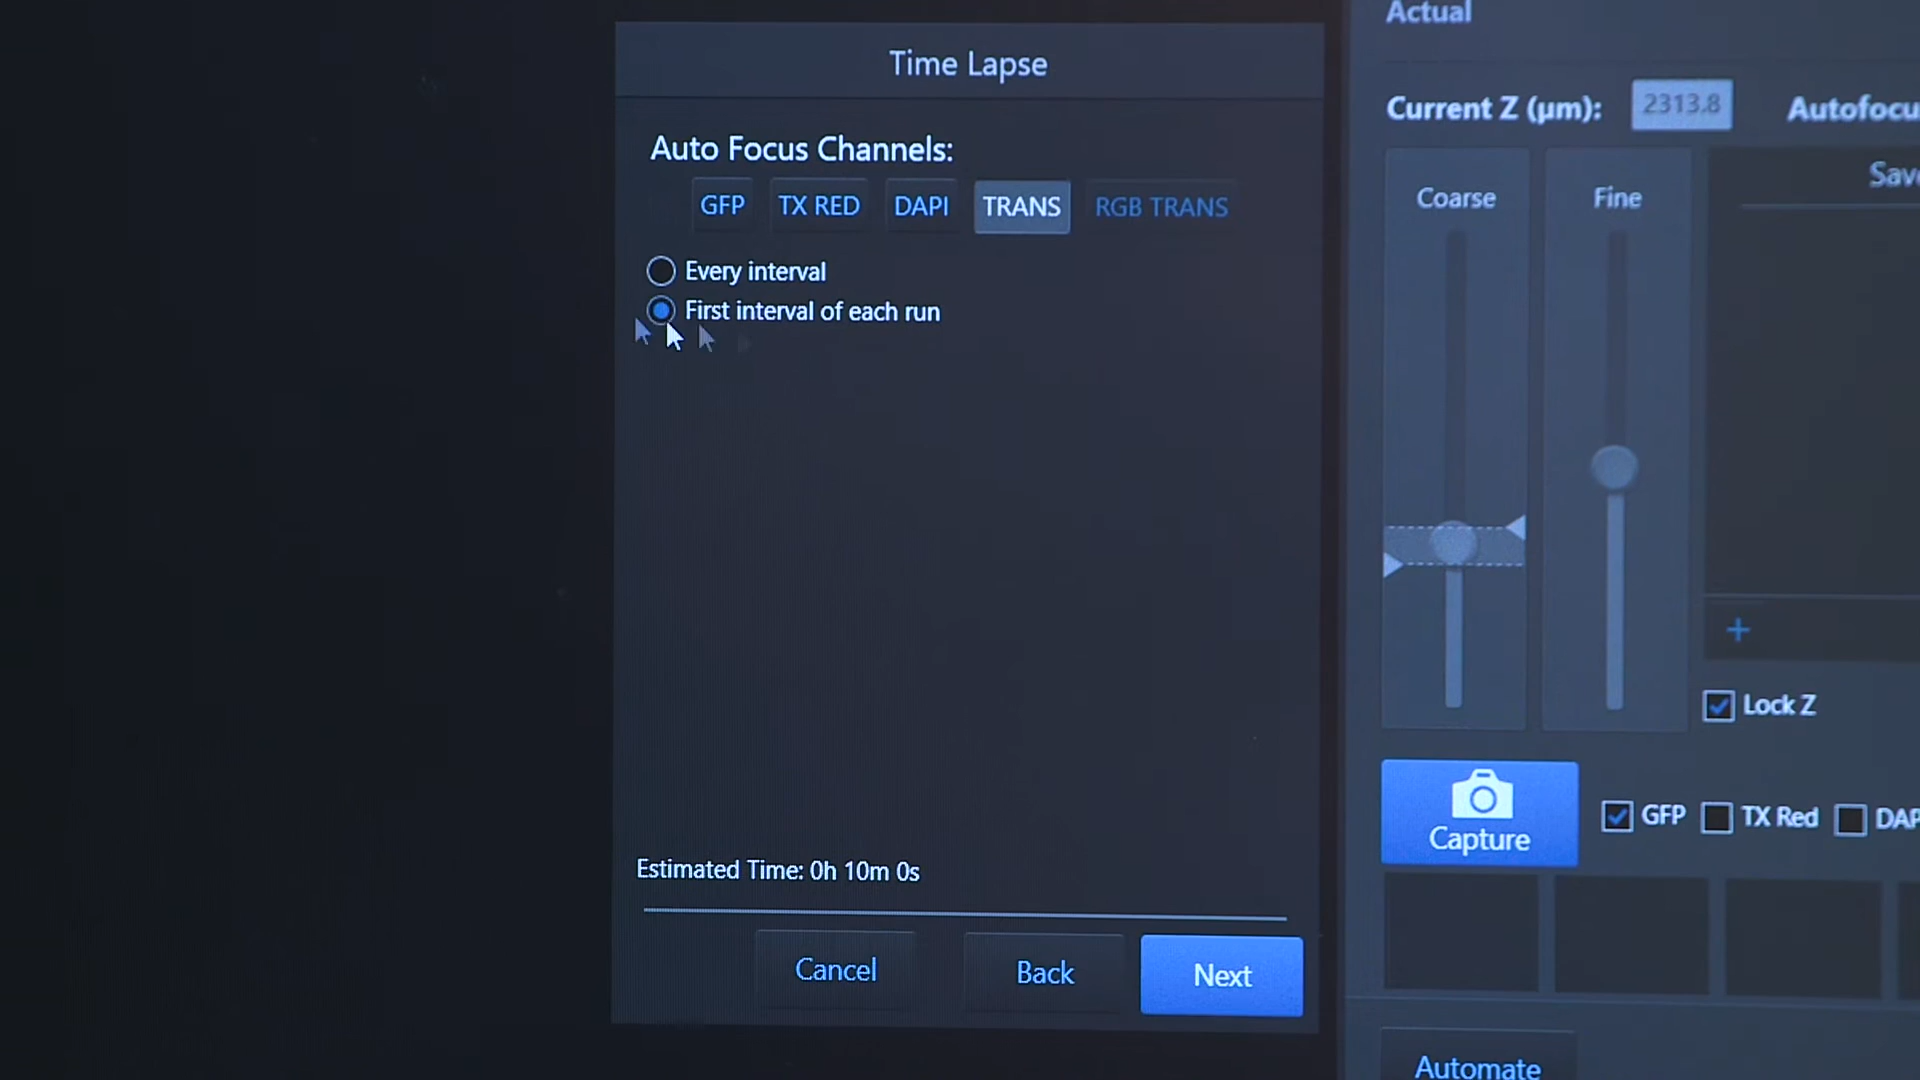 Time Lapse
Auto Focus Channels:
GFP TX RED DAPI TRANS RGB TRANS
Every interval
First interval of each run
Estimated Time: 0h 10m 0s
Cancel Back Next
Actual
Current Z (μm): 2313.8
Coarse Fine
+
Lock Z
Capture
GFP TX Red
Automate